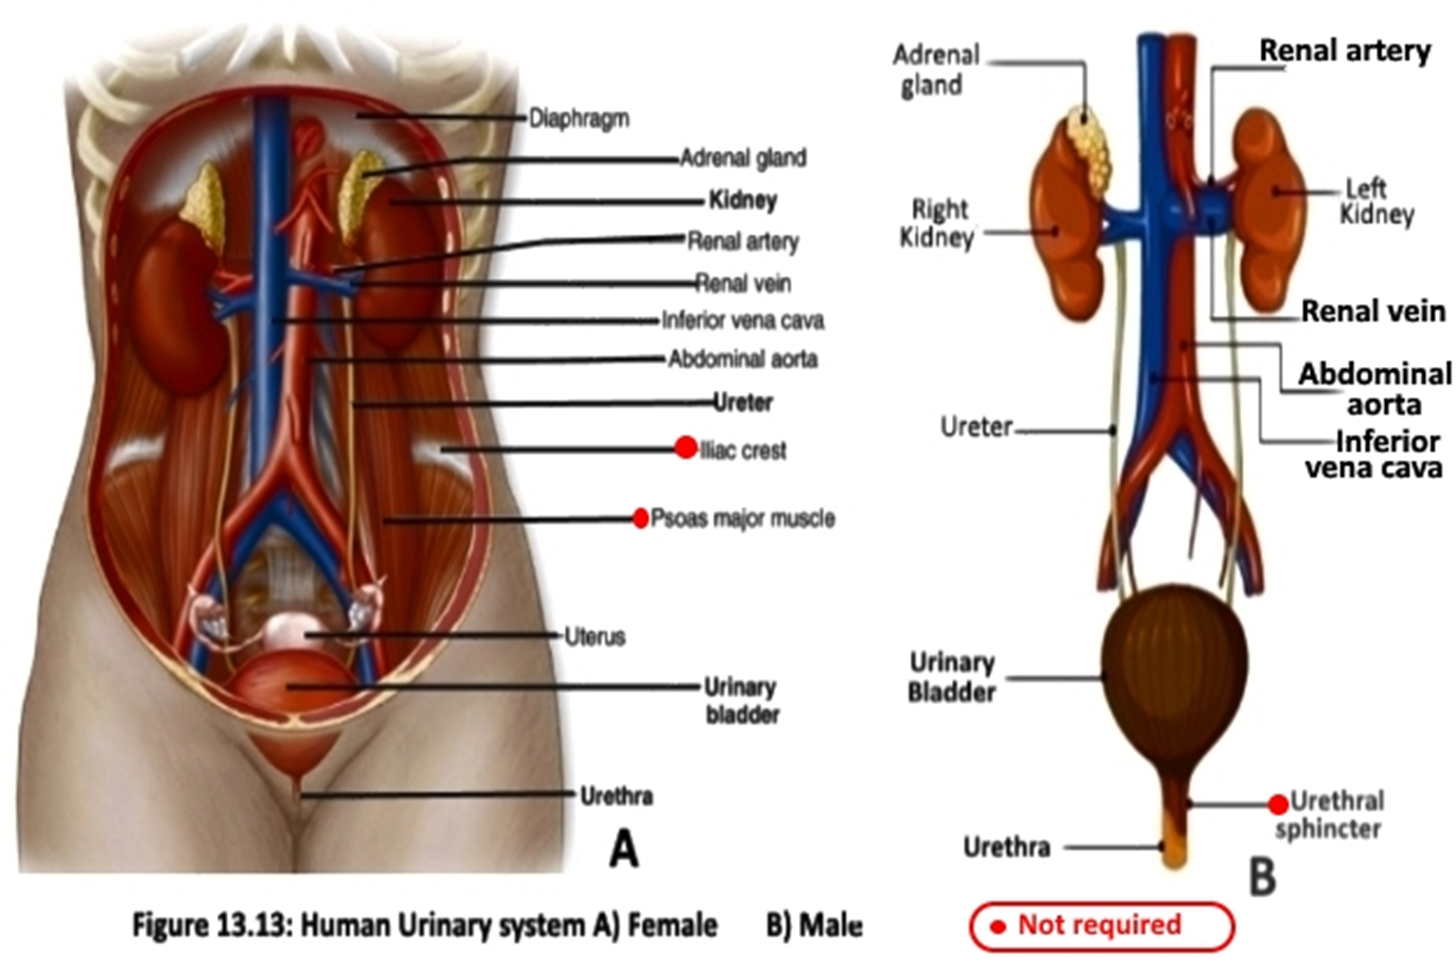 Diaphragm
Adrenal gland
Kidney
Renal artery
Renal vein
Inferior vena cava
Abdominal aorta
Ureter
Iliac crest
Psoas major muscle
Uterus
Urinary
bladder
Urethra
A
Adrenal
gland
Renal artery
Right
Kidney
Left
Kidney
Renal vein
Abdominal
aorta
Ureter
Inferior
vena cava
Urinary
Bladder
Urethral
sphincter
Urethra
B
Figure 13.13: Human Urinary system A) Female B) Male
Not required